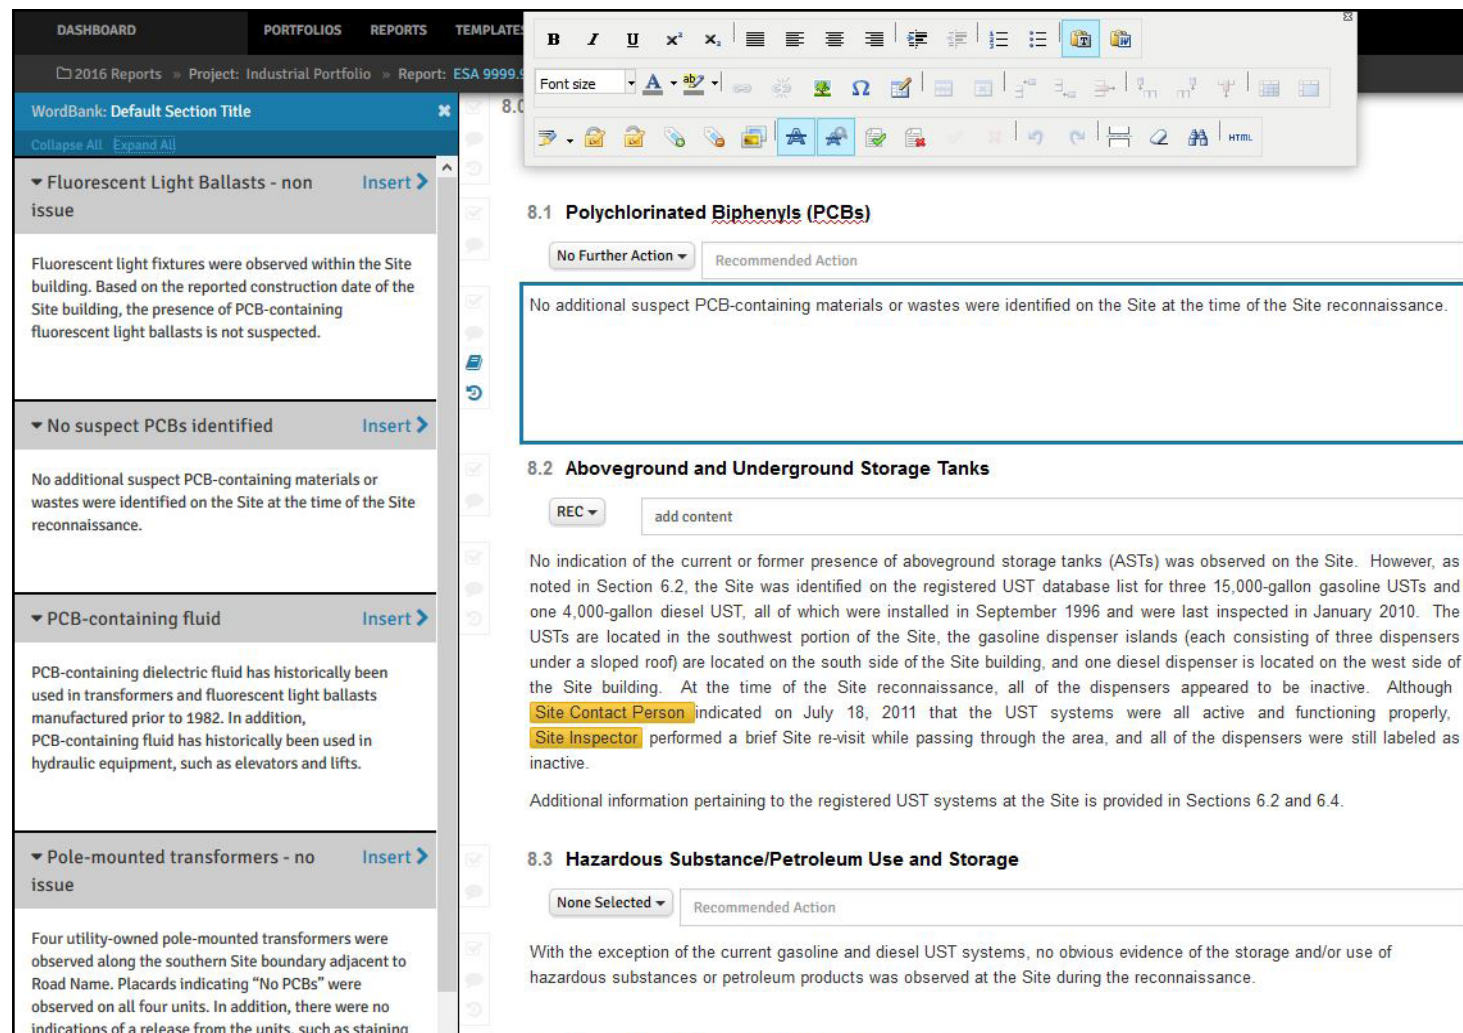 DASHBOARD PORTFOLIOS REPORTS TEMPLATE
2016 Reports » Project: Industrial Portfolio » Report: ESA 9999.9
B I U x² x₂
Font size A ab Ω
HTML
WordBank: Default Section Title
Collapse All Expand All
Fluorescent Light Ballasts - non
issue
Insert
Fluorescent light fixtures were observed within the Site
building. Based on the reported construction date of the
Site building, the presence of PCB-containing
fluorescent light ballasts is not suspected.
No suspect PCBs identified
Insert
No additional suspect PCB-containing materials or
wastes were identified on the Site at the time of the Site
reconnaissance.
PCB-containing fluid
Insert
PCB-containing dielectric fluid has historically been
used in transformers and fluorescent light ballasts
manufactured prior to 1982. In addition,
PCB-containing fluid has historically been used in
hydraulic equipment, such as elevators and lifts.
Pole-mounted transformers - no
issue
Insert
Four utility-owned pole-mounted transformers were
observed along the southern Site boundary adjacent to
Road Name. Placards indicating “No PCBs” were
observed on all four units. In addition, there were no
indications of a release from the units, such as staining
8.0
8.1 Polychlorinated Biphenyls (PCBs)
No Further Action Recommended Action
No additional suspect PCB-containing materials or wastes were identified on the Site at the time of the Site reconnaissance.
8.2 Aboveground and Underground Storage Tanks
REC add content
No indication of the current or former presence of aboveground storage tanks (ASTs) was observed on the Site. However, as
noted in Section 6.2, the Site was identified on the registered UST database list for three 15,000-gallon gasoline USTs and
one 4,000-gallon diesel UST, all of which were installed in September 1996 and were last inspected in January 2010. The
USTs are located in the southwest portion of the Site, the gasoline dispenser islands (each consisting of three dispensers
under a sloped roof) are located on the south side of the Site building, and one diesel dispenser is located on the west side of
the Site building. At the time of the Site reconnaissance, all of the dispensers appeared to be inactive. Although
Site Contact Person indicated on July 18, 2011 that the UST systems were all active and functioning properly,
Site Inspector performed a brief Site re-visit while passing through the area, and all of the dispensers were still labeled as
inactive.
Additional information pertaining to the registered UST systems at the Site is provided in Sections 6.2 and 6.4.
8.3 Hazardous Substance/Petroleum Use and Storage
None Selected Recommended Action
With the exception of the current gasoline and diesel UST systems, no obvious evidence of the storage and/or use of
hazardous substances or petroleum products was observed at the Site during the reconnaissance.